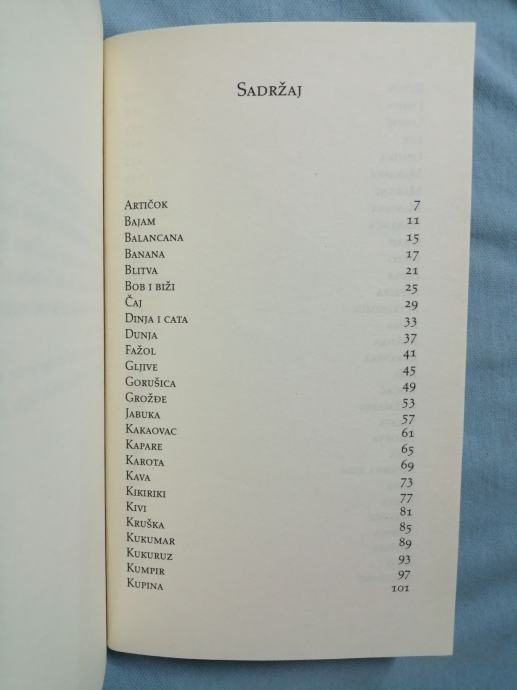 Sadržaj
Artičok 7
Bajam 11
Balancana 15
Banana 17
Blitva 21
Bob i biži 25
Čaj 29
Dinja i cata 33
Dunja 37
Fažol 41
Gljive 45
Gorušica 49
Grožđe 53
Jabuka 57
Kakaovac 61
Kapare 65
Karota 69
Kava 73
Kikiriki 77
Kivi 81
Kruška 85
Kukumar 89
Kukuruz 93
Kumpir 97
Kupina 101